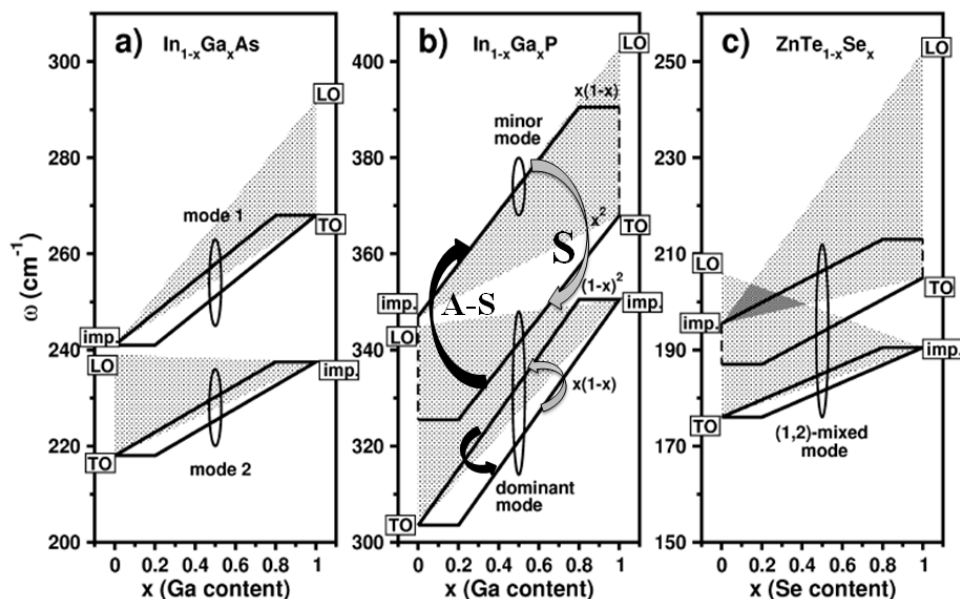 a) In₁₋ₓGaₓAs
300
280
260
240
220
200
ω (cm⁻¹)
LO
TO
mode 1
imp.
LO
imp.
TO
mode 2
0 0.2 0.4 0.6 0.8 1
x (Ga content)
b) In₁₋ₓGaₓP
400
380
360
340
320
300
LO
x(1-x)
minor
mode
x²
TO
S
(1-x)²
imp.
A-S
LO
imp.
x(1-x)
TO
dominant
mode
0 0.2 0.4 0.6 0.8 1
x (Ga content)
c) ZnTe₁₋ₓSeₓ
250
230
210
190
170
150
LO
LO
TO
imp.
imp.
TO
(1,2)-mixed
mode
0 0.2 0.4 0.6 0.8 1
x (Se content)